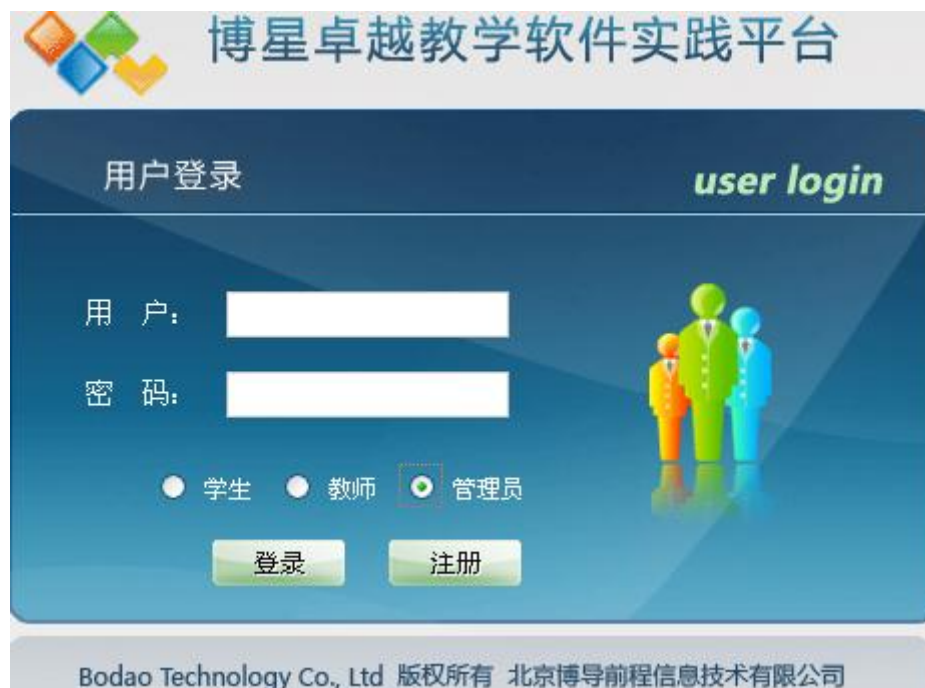 博星卓越教学软件实践平台
用户登录 user login
用 户:
密 码:
学生 教师 管理员
登录 注册
Bodao Technology Co., Ltd 版权所有 北京博导前程信息技术有限公司